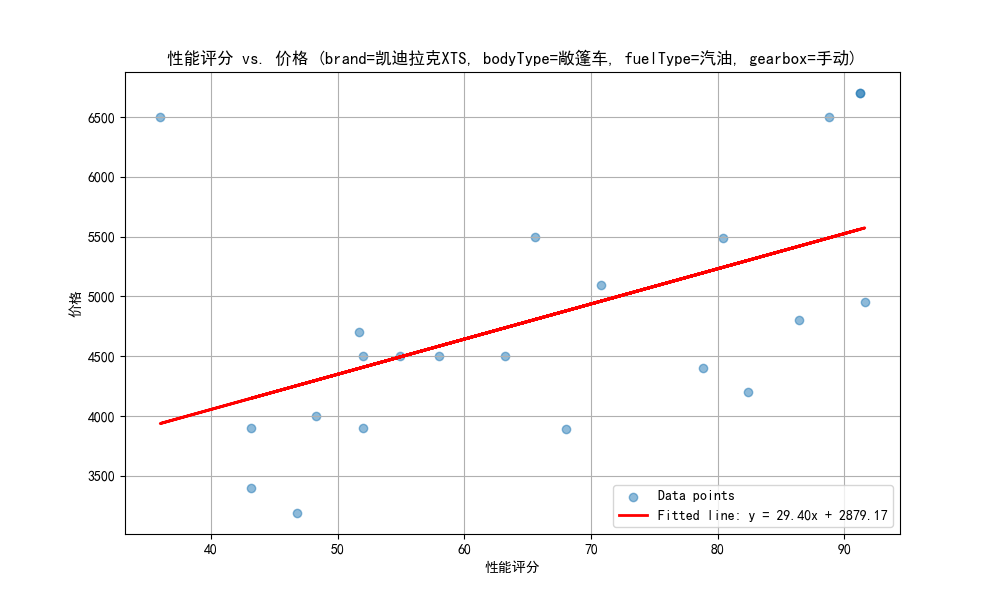 性能评分 vs. 价格 (brand=凯迪拉克XTS, bodyType=敞篷车, fuelType=汽油, gearbox=手动)
价格
6500
6000
5500
5000
4500
4000
3500
Data points
Fitted line: y = 29.40x + 2879.17
40 50 60 70 80 90
性能评分